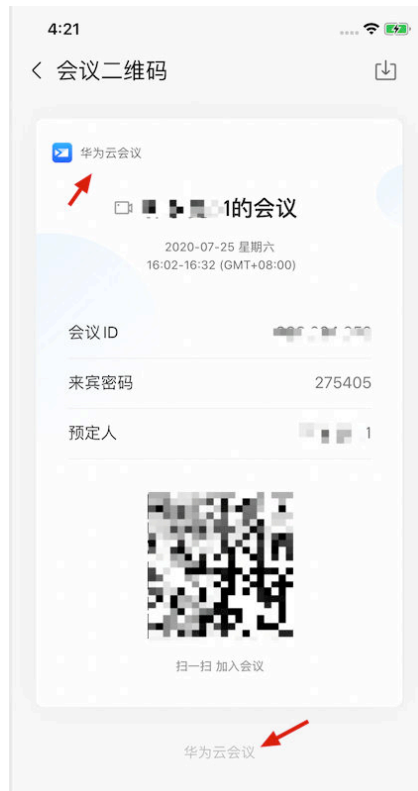 4:21
会议二维码
华为云会议
1的会议
2020-07-25 星期六
16:02-16:32 (GMT+08:00)
会议ID
来宾密码 275405
预定人 1
扫一扫 加入会议
华为云会议